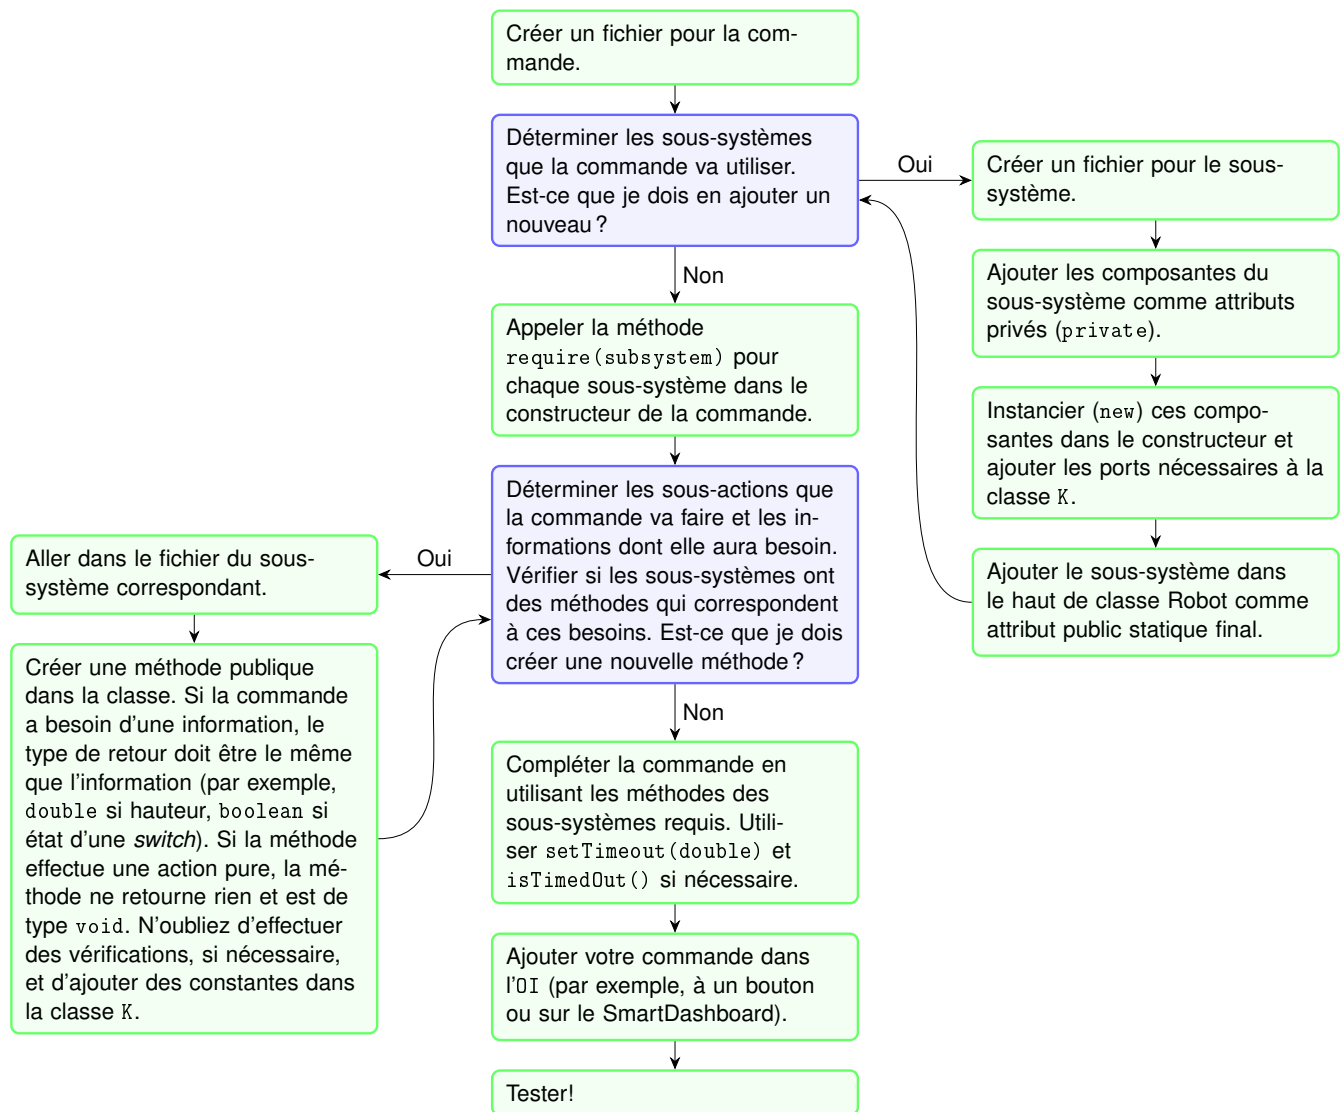 Créer un fichier pour la com-
mande.
Déterminer les sous-systèmes
que la commande va utiliser.
Est-ce que je dois en ajouter un
nouveau ?
Oui
Créer un fichier pour le sous-
système.
Ajouter les composantes du
sous-système comme attributs
privés (private).
Instancier (new) ces compo-
santes dans le constructeur et
ajouter les ports nécessaires à la
classe K.
Ajouter le sous-système dans
le haut de classe Robot comme
attribut public statique final.
Non
Appeler la méthode
require(subsystem) pour
chaque sous-système dans le
constructeur de la commande.
Déterminer les sous-actions que
la commande va faire et les in-
formations dont elle aura besoin.
Vérifier si les sous-systèmes ont
des méthodes qui correspondent
à ces besoins. Est-ce que je dois
créer une nouvelle méthode ?
Oui
Aller dans le fichier du sous-
système correspondant.
Créer une méthode publique
dans la classe. Si la commande
a besoin d'une information, le
type de retour doit être le même
que l'information (par exemple,
double si hauteur, boolean si
état d'une switch). Si la méthode
effectue une action pure, la mé-
thode ne retourne rien et est de
type void. N'oubliez d'effectuer
des vérifications, si nécessaire,
et d'ajouter des constantes dans
la classe K.
Non
Compléter la commande en
utilisant les méthodes des
sous-systèmes requis. Utili-
ser setTimeout(double) et
isTimedOut() si nécessaire.
Ajouter votre commande dans
l'OI (par exemple, à un bouton
ou sur le SmartDashboard).
Tester!